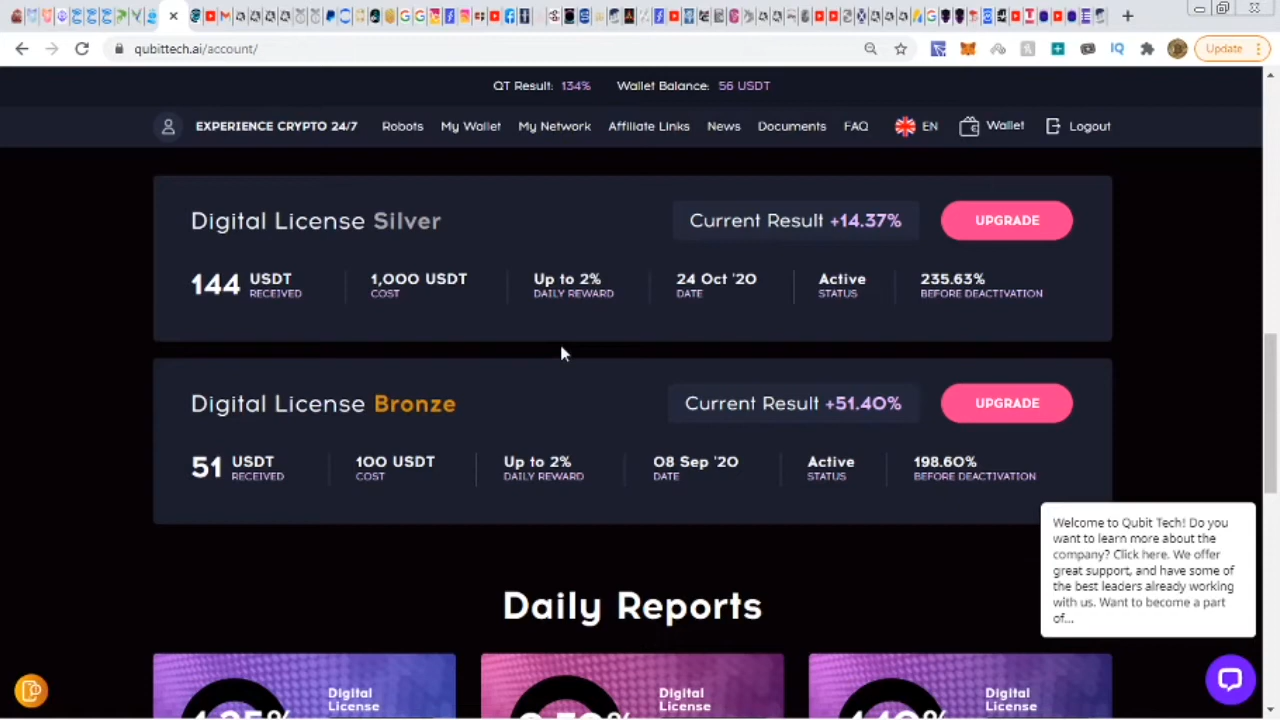 qubittech.ai/account/
Update
QT Result: 134% Wallet Balance: 56 USDT
EXPERIENCE CRYPTO 24/7 Robots My Wallet My Network Affiliate Links News Documents FAQ EN Wallet Logout
Digital License Silver Current Result +14.37% UPGRADE
144 USDT RECEIVED
1,000 USDT COST
Up to 2% DAILY REWARD
24 Oct '20 DATE
Active STATUS
235.63% BEFORE DEACTIVATION
Digital License Bronze Current Result +51.40% UPGRADE
51 USDT RECEIVED
100 USDT COST
Up to 2% DAILY REWARD
08 Sep '20 DATE
Active STATUS
198.60% BEFORE DEACTIVATION
Welcome to Qubit Tech! Do you
want to learn more about the
company? Click here. We offer
great support, and have some of
the best leaders already working
with us. Want to become a part
of...
Daily Reports
Digital
License
Digital
License
Digital
License